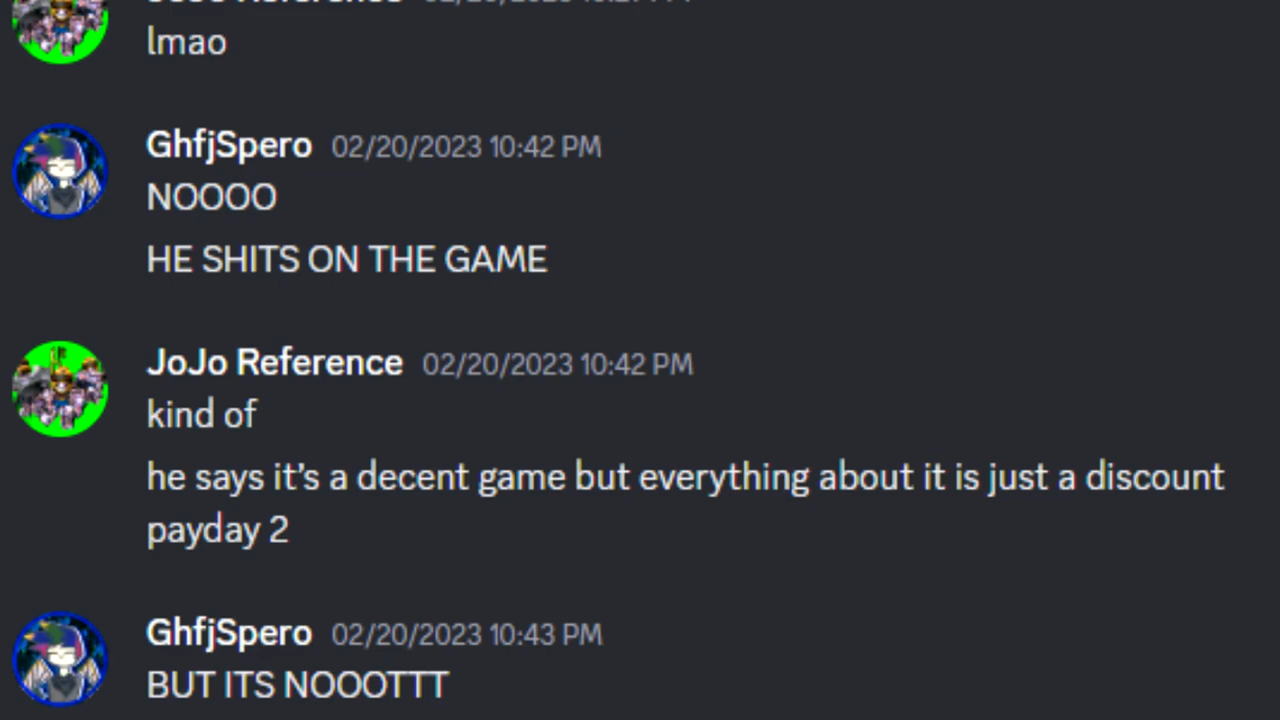 lmao
GhfjSpero 02/20/2023 10:42 PM
NOOOO
HE SHITS ON THE GAME
JoJo Reference 02/20/2023 10:42 PM
kind of
he says it's a decent game but everything about it is just a discount
payday 2
GhfjSpero 02/20/2023 10:43 PM
BUT ITS NOOOTTT